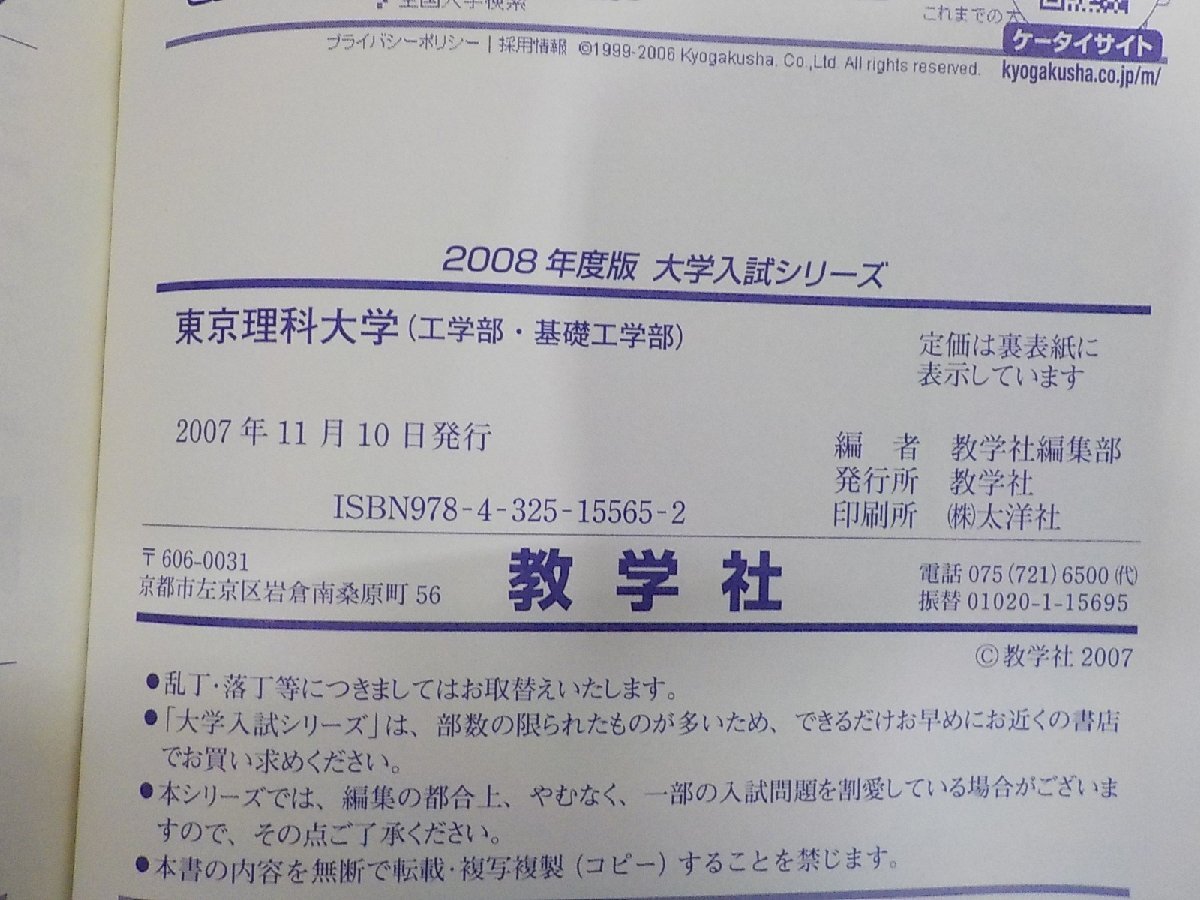 全国大学検索
これまでの大
プライバシーポリシー | 採用情報 ©1999-2006 Kyogakusha. Co.,Ltd All rights reserved.
ケータイサイト
kyogakusha.co.jp/m/
2008年度版 大学入試シリーズ
東京理科大学(工学部・基礎工学部)
定価は裏表紙に
表示しています
2007年11月10日発行
編 者 教学社編集部
発行所 教学社
印刷所 ㈱太洋社
ISBN978-4-325-15565-2
〒606-0031
京都市左京区岩倉南桑原町56
教学社
電話 075(721)6500(代)
振替 01020-1-15695
©教学社 2007
●乱丁・落丁等につきましてはお取替えいたします。
●「大学入試シリーズ」は、部数の限られたものが多いため、できるだけお早めにお近くの書店
でお買い求めください。
●本シリーズでは、編集の都合上、やむなく、一部の入試問題を割愛している場合がございま
すので、その点ご了承ください。
●本書の内容を無断で転載・複写複製(コピー)することを禁じます。